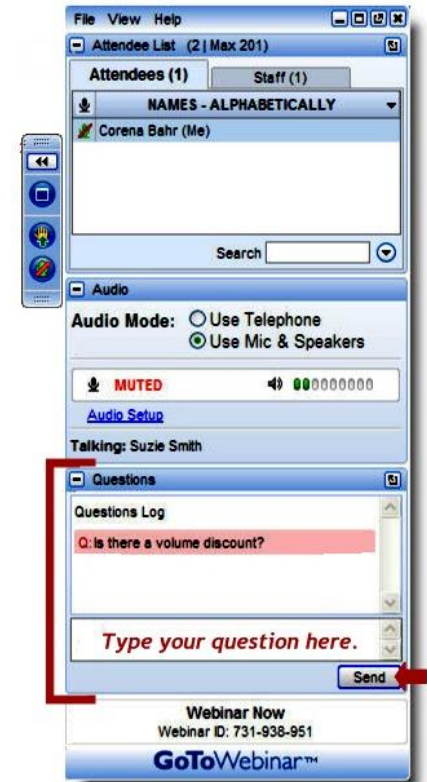 File View Help
Attendee List (2 | Max 201)
Attendees (1) Staff (1)
NAMES - ALPHABETICALLY
Corena Bahr (Me)
Search
Audio
Audio Mode: Use Telephone
Use Mic & Speakers
MUTED
Audio Setup
Talking: Suzie Smith
Questions
Questions Log
Q: Is there a volume discount?
Type your question here.
Send
Webinar Now
Webinar ID: 731-938-951
GoToWebinar™